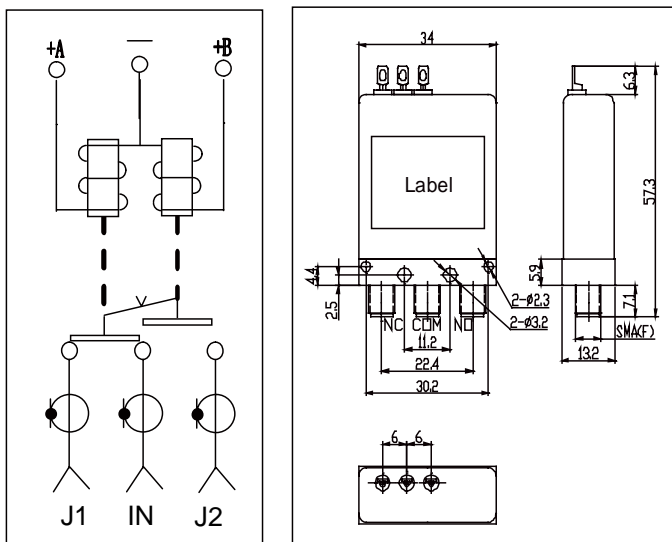 +A — +B
J1 IN J2
34
6.3
57.3
Label
4.4
2.5
5.9
7.1
2-ϕ2.3
2-ϕ3.2
NC COM NO
SMA(F)
11.2
13.2
22.4
30.2
6 6